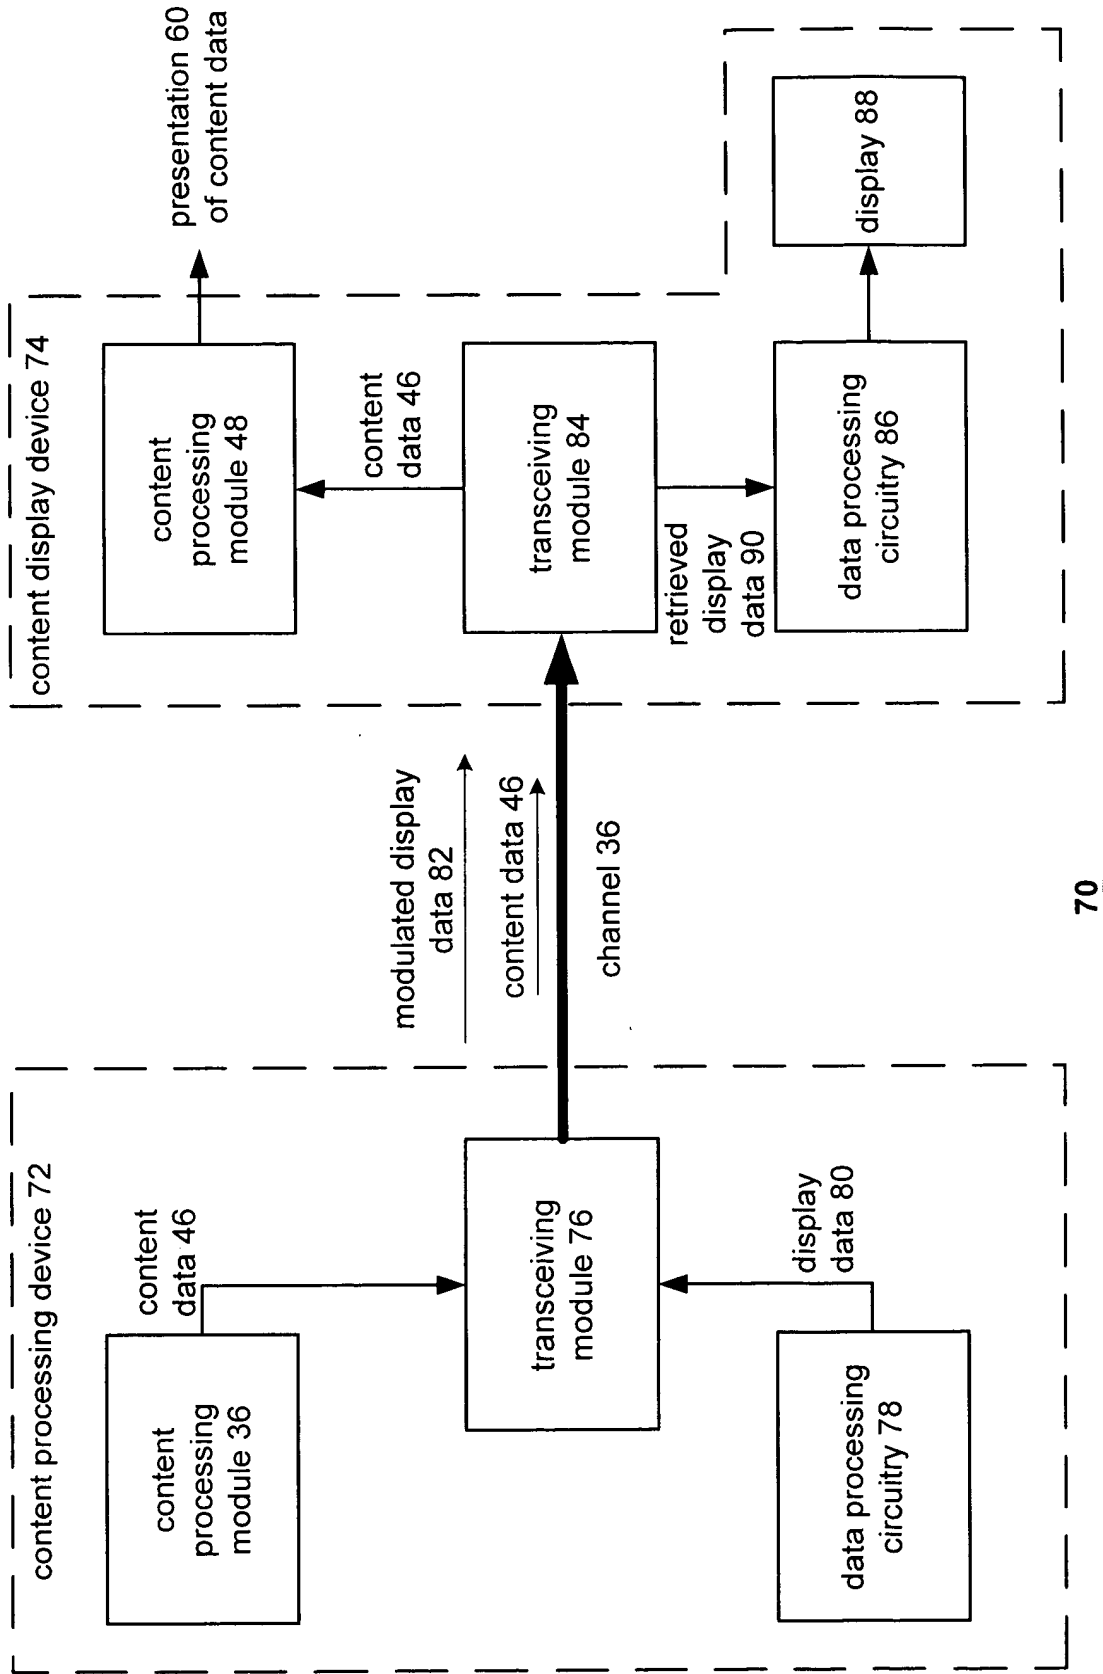 content processing device 72
content
processing
module 36
content
data 46
transceiving
module 76
display
data 80
data processing
circuitry 78
modulated display
data 82
content data 46
channel 36
content display device 74
content
processing
module 48
presentation 60
of content data
content
data 46
transceiving
module 84
retrieved
display
data 90
data processing
circuitry 86
display 88
70